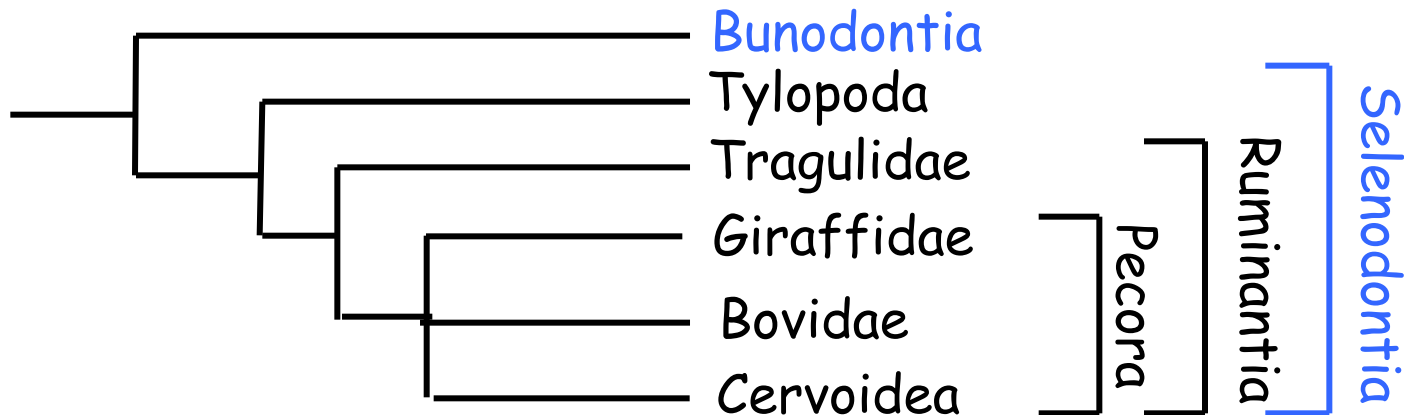 Bunodontia
Tylopoda
Tragulidae
Giraffidae
Bovidae
Cervoidea
Pecora
Ruminantia
Selenodontia